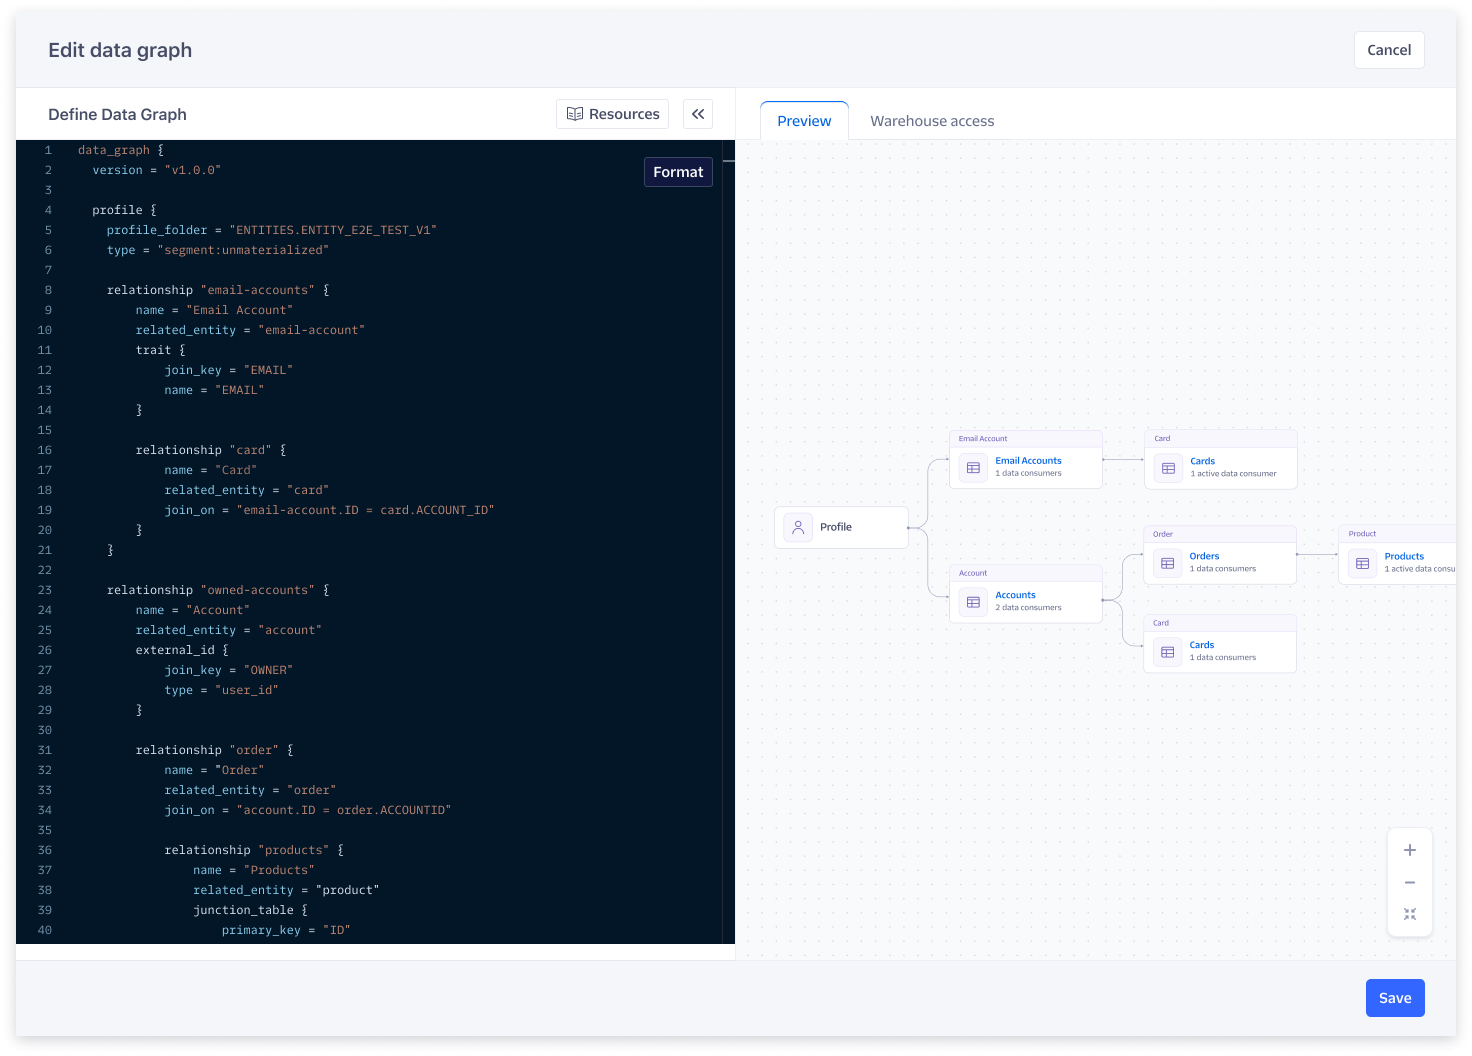 Edit data graph
Cancel
Define Data Graph
Resources
Preview
Warehouse access
Format
1 data_graph {
2 version = "v1.0.0"
3
4 profile {
5 profile_folder = "ENTITIES.ENTITY_E2E_TEST_V1"
6 type = "segment:unmaterialized"
7
8 relationship "email-accounts" {
9 name = "Email Account"
10 related_entity = "email-account"
11 trait {
12 join_key = "EMAIL"
13 name = "EMAIL"
14 }
15
16 relationship "card" {
17 name = "Card"
18 related_entity = "card"
19 join_on = "email-account.ID = card.ACCOUNT_ID"
20 }
21 }
22
23 relationship "owned-accounts" {
24 name = "Account"
25 related_entity = "account"
26 external_id {
27 join_key = "OWNER"
28 type = "user_id"
29 }
30
31 relationship "order" {
32 name = "Order"
33 related_entity = "order"
34 join_on = "account.ID = order.ACCOUNTID"
35
36 relationship "products" {
37 name = "Products"
38 related_entity = "product"
39 junction_table {
40 primary_key = "ID"
Profile
Email Account
Email Accounts
1 data consumers
Card
Cards
1 active data consumer
Account
Accounts
2 data consumers
Order
Orders
1 data consumers
Product
Products
1 active data consu
Card
Cards
1 data consumers
Save